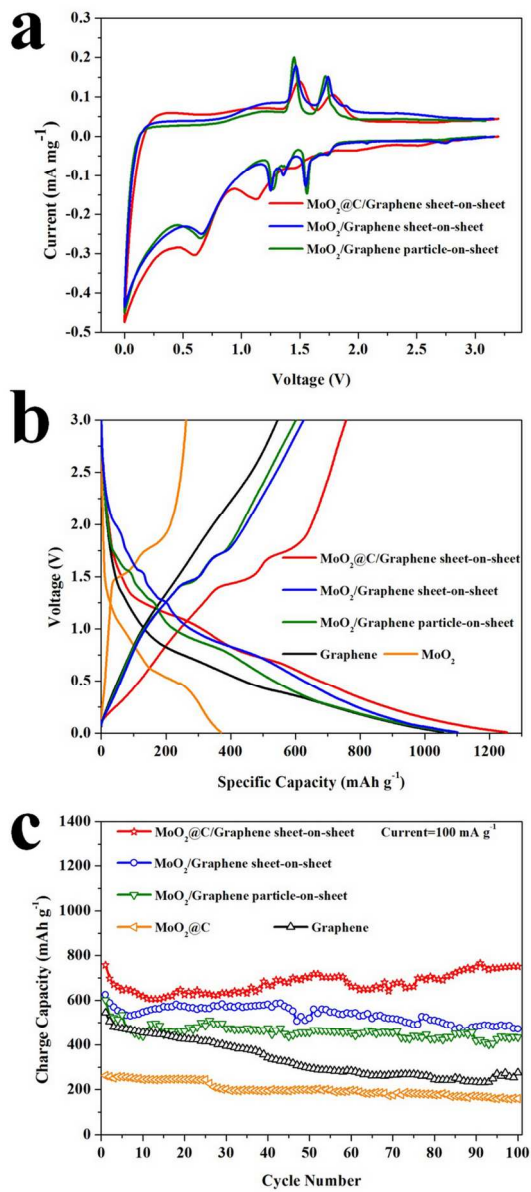 a
0.3
0.2
0.1
0.0
-0.1
-0.2
-0.3
-0.4
-0.5
Current (mA mg⁻¹)
MoO₂@C/Graphene sheet-on-sheet
MoO₂/Graphene sheet-on-sheet
MoO₂/Graphene particle-on-sheet
0.0 0.5 1.0 1.5 2.0 2.5 3.0
Voltage (V)
b
3.0
2.5
2.0
1.5
1.0
0.5
0.0
Voltage (V)
MoO₂@C/Graphene sheet-on-sheet
MoO₂/Graphene sheet-on-sheet
MoO₂/Graphene particle-on-sheet
Graphene MoO₂
0 200 400 600 800 1000 1200
Specific Capacity (mAh g⁻¹)
c
1400
1200
1000
800
600
400
200
0
Charge Capacity (mAh g⁻¹)
MoO₂@C/Graphene sheet-on-sheet Current=100 mA g⁻¹
MoO₂/Graphene sheet-on-sheet
MoO₂/Graphene particle-on-sheet
MoO₂@C Graphene
0 10 20 30 40 50 60 70 80 90 100
Cycle Number